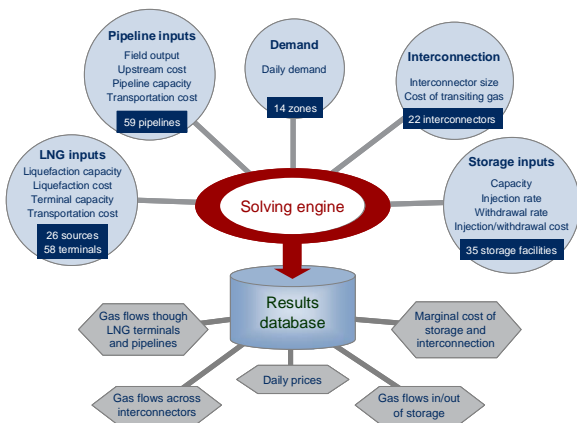 Pipeline inputs
Field output
Upstream cost
Pipeline capacity
Transportation cost
59 pipelines
Demand
Daily demand
14 zones
Interconnection
Interconnector size
Cost of transiting gas
22 interconnectors
LNG inputs
Liquefaction capacity
Liquefaction cost
Terminal capacity
Transportation cost
26 sources
58 terminals
Solving engine
Storage inputs
Capacity
Injection rate
Withdrawal rate
Injection/withdrawal cost
35 storage facilities
Results
database
Gas flows though
LNG terminals
and pipelines
Marginal cost of
storage and
interconnection
Gas flows across
interconnectors
Daily prices
Gas flows in/out
of storage